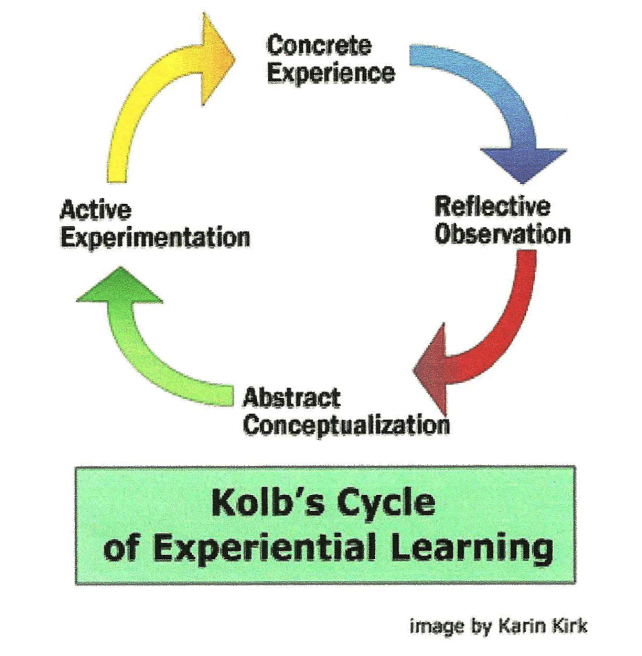 Concrete
Experience
Reflective
Observation
Abstract
Conceptualization
Active
Experimentation
Kolb's Cycle
of Experiential Learning
image by Karin Kirk